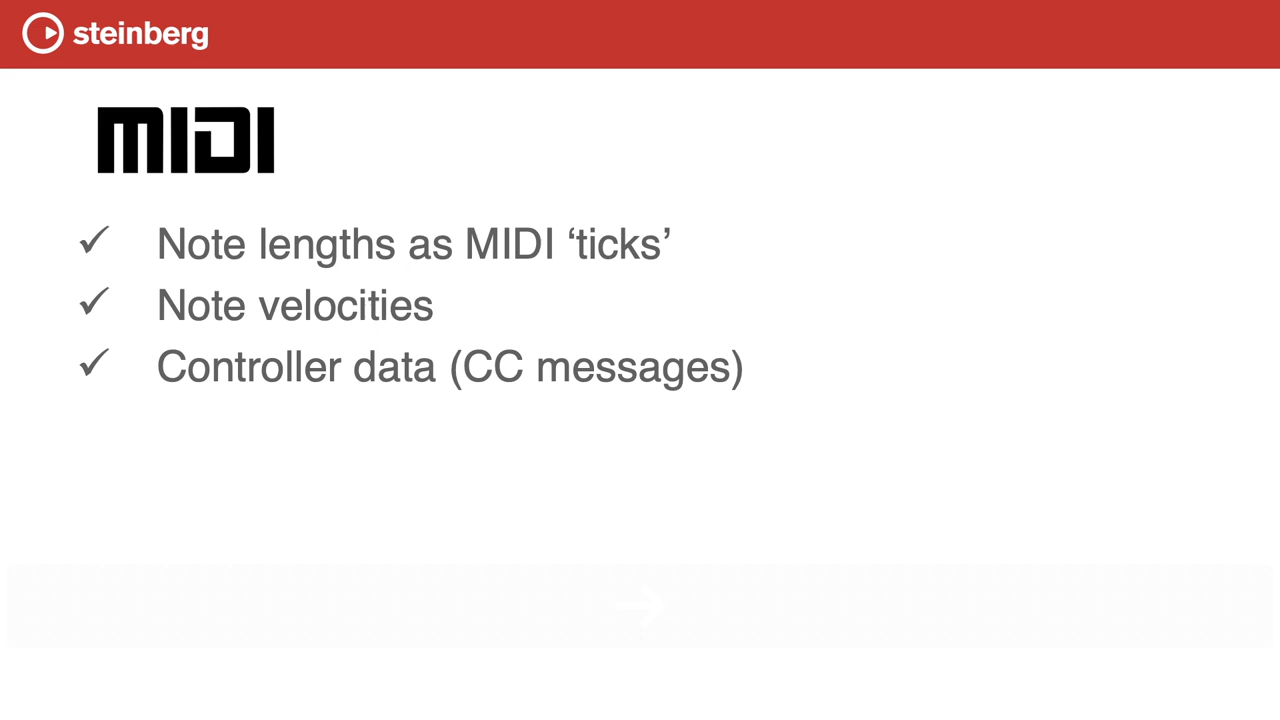 steinberg
MIDI
✓ Note lengths as MIDI ‘ticks’
✓ Note velocities
✓ Controller data (CC messages)